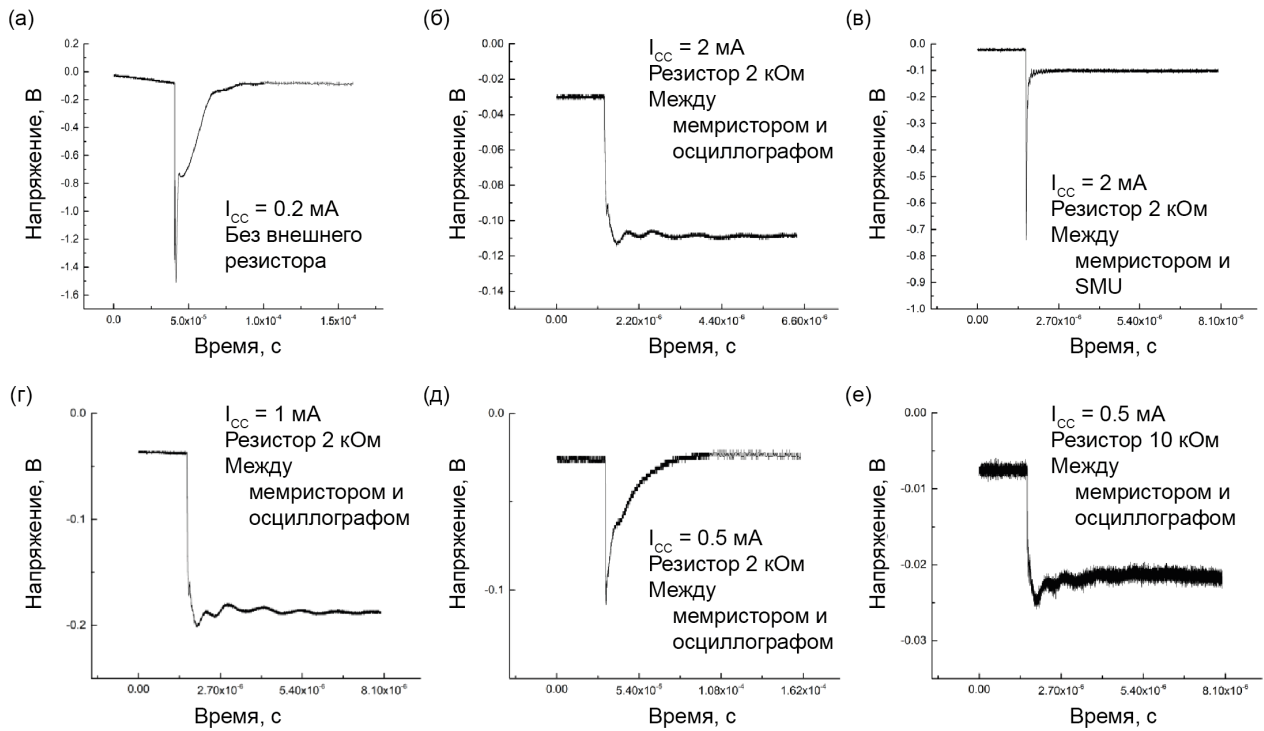 (а)
0.2
0.0
-0.2
-0.4
-0.6
-0.8
-1.0
-1.2
-1.4
-1.6
Напряжение, В
I_CC = 0.2 мА
Без внешнего
резистора
0.0
5.0x10⁻⁵
1.0x10⁻⁴
1.5x10⁻⁴
Время, с
(б)
0.00
-0.02
-0.04
-0.06
-0.08
-0.10
-0.12
-0.14
Напряжение, В
I_CC = 2 мА
Резистор 2 кОм
Между
мемристором и
осциллографом
0.00
2.20x10⁻⁶
4.40x10⁻⁶
6.60x10⁻⁶
Время, с
(в)
0.0
-0.1
-0.2
-0.3
-0.4
-0.5
-0.6
-0.7
-0.8
-0.9
-1.0
Напряжение, В
I_CC = 2 мА
Резистор 2 кОм
Между
мемристором и
SMU
0.00
2.70x10⁻⁶
5.40x10⁻⁶
8.10x10⁻⁶
Время, с
(г)
0.0
-0.1
-0.2
Напряжение, В
I_CC = 1 мА
Резистор 2 кОм
Между
мемристором и
осциллографом
0.00
2.70x10⁻⁶
5.40x10⁻⁶
8.10x10⁻⁶
Время, с
(д)
0.0
-0.1
Напряжение, В
I_CC = 0.5 мА
Резистор 2 кОм
Между
мемристором и
осциллографом
0.00
5.40x10⁻⁵
1.08x10⁻⁴
1.62x10⁻⁴
Время, с
(е)
0.00
-0.01
-0.02
-0.03
Напряжение, В
I_CC = 0.5 мА
Резистор 10 кОм
Между
мемристором и
осциллографом
0.00
2.70x10⁻⁶
5.40x10⁻⁶
8.10x10⁻⁶
Время, с